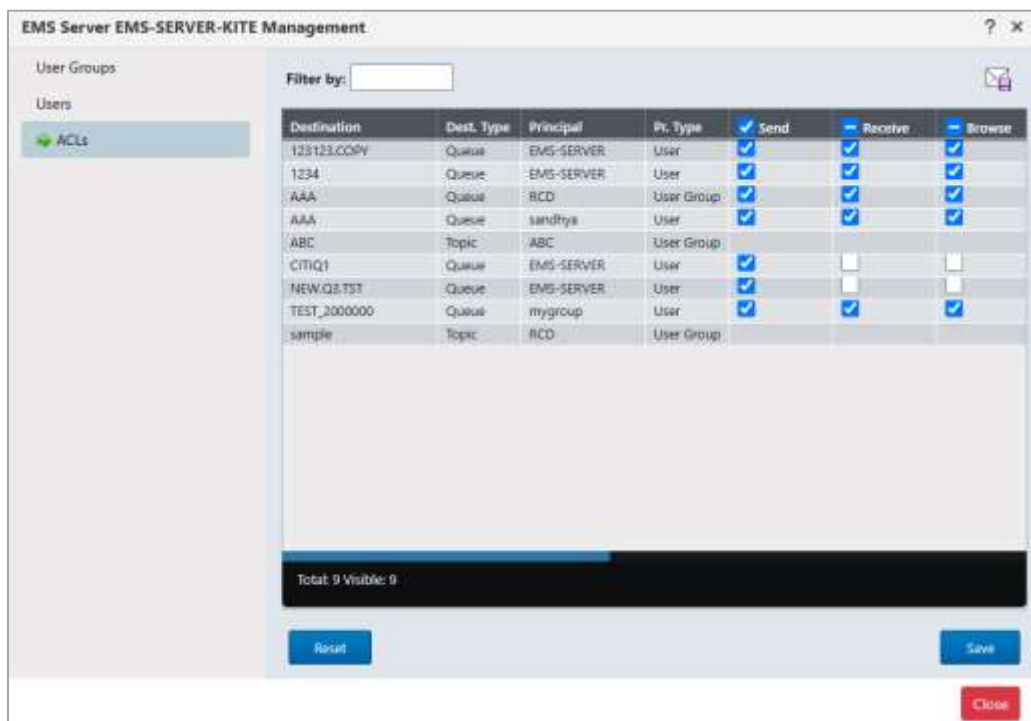 EMS Server EMS-SERVER-KITE Management ? ×
User Groups
Users
ACLs
Filter by:
Destination Dest. Type Principal Pr. Type Send Receive Browse
123123.COPY Queue EMS-SERVER User
1234 Queue EMS-SERVER User
AAA Queue RCD User Group
AAA Queue sandhya User
ABC Topic ABC User Group
CITIQ1 Queue EMS-SERVER User
NEW.Q3.TST Queue EMS-SERVER User
TEST_2000000 Queue mygroup User
sample Topic RCD User Group
Total: 9 Visible: 9
Reset Save
Close